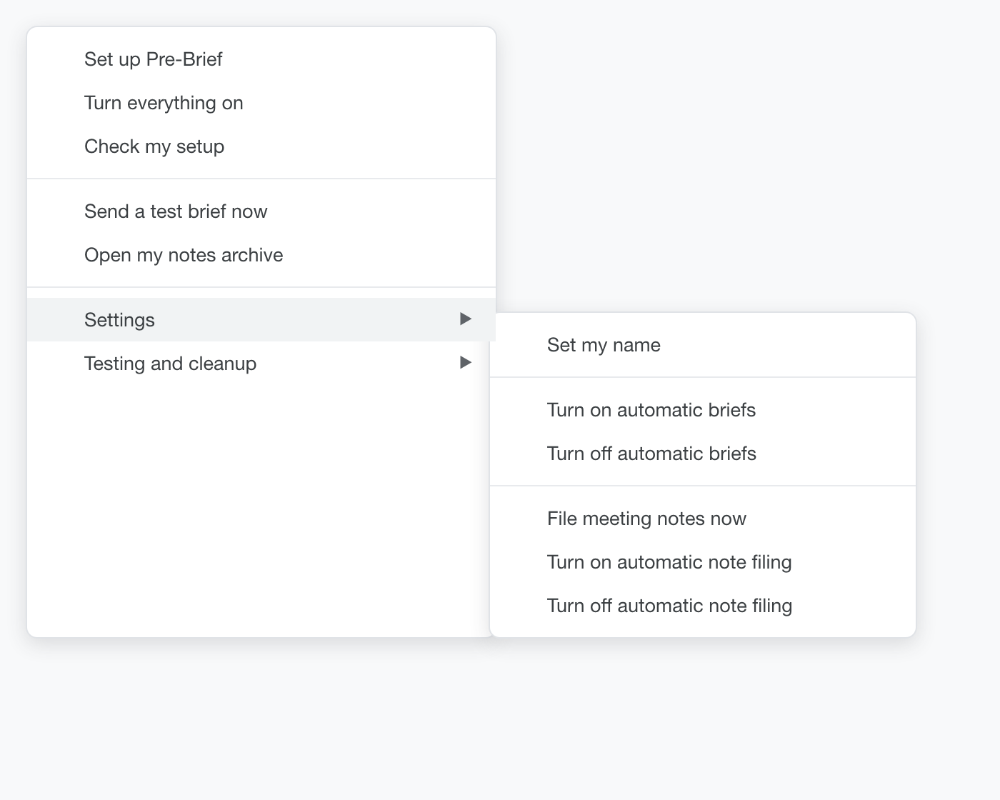 Set up Pre-Brief
Turn everything on
Check my setup
Send a test brief now
Open my notes archive
Settings
Testing and cleanup
Set my name
Turn on automatic briefs
Turn off automatic briefs
File meeting notes now
Turn on automatic note filing
Turn off automatic note filing